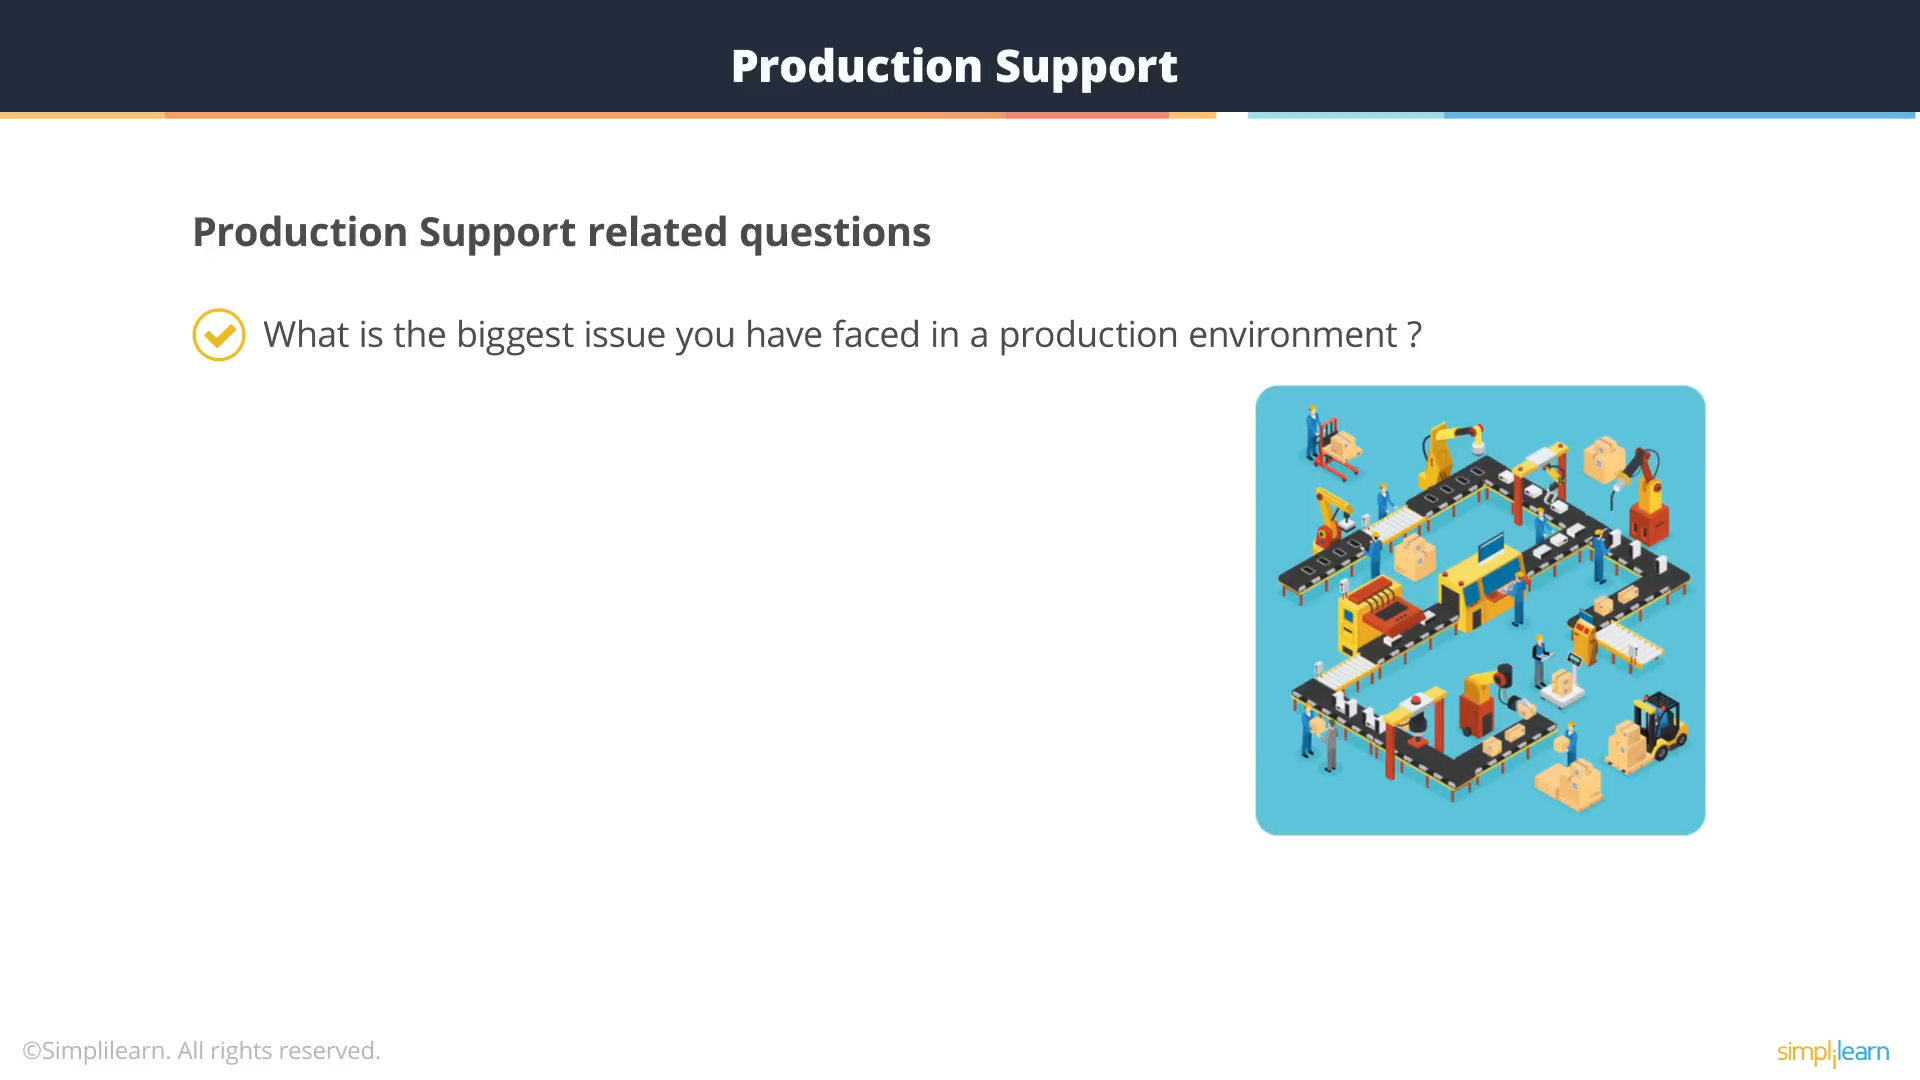 Production Support
Production Support related questions
What is the biggest issue you have faced in a production environment ?
©Simplilearn. All rights reserved.
simplilearn